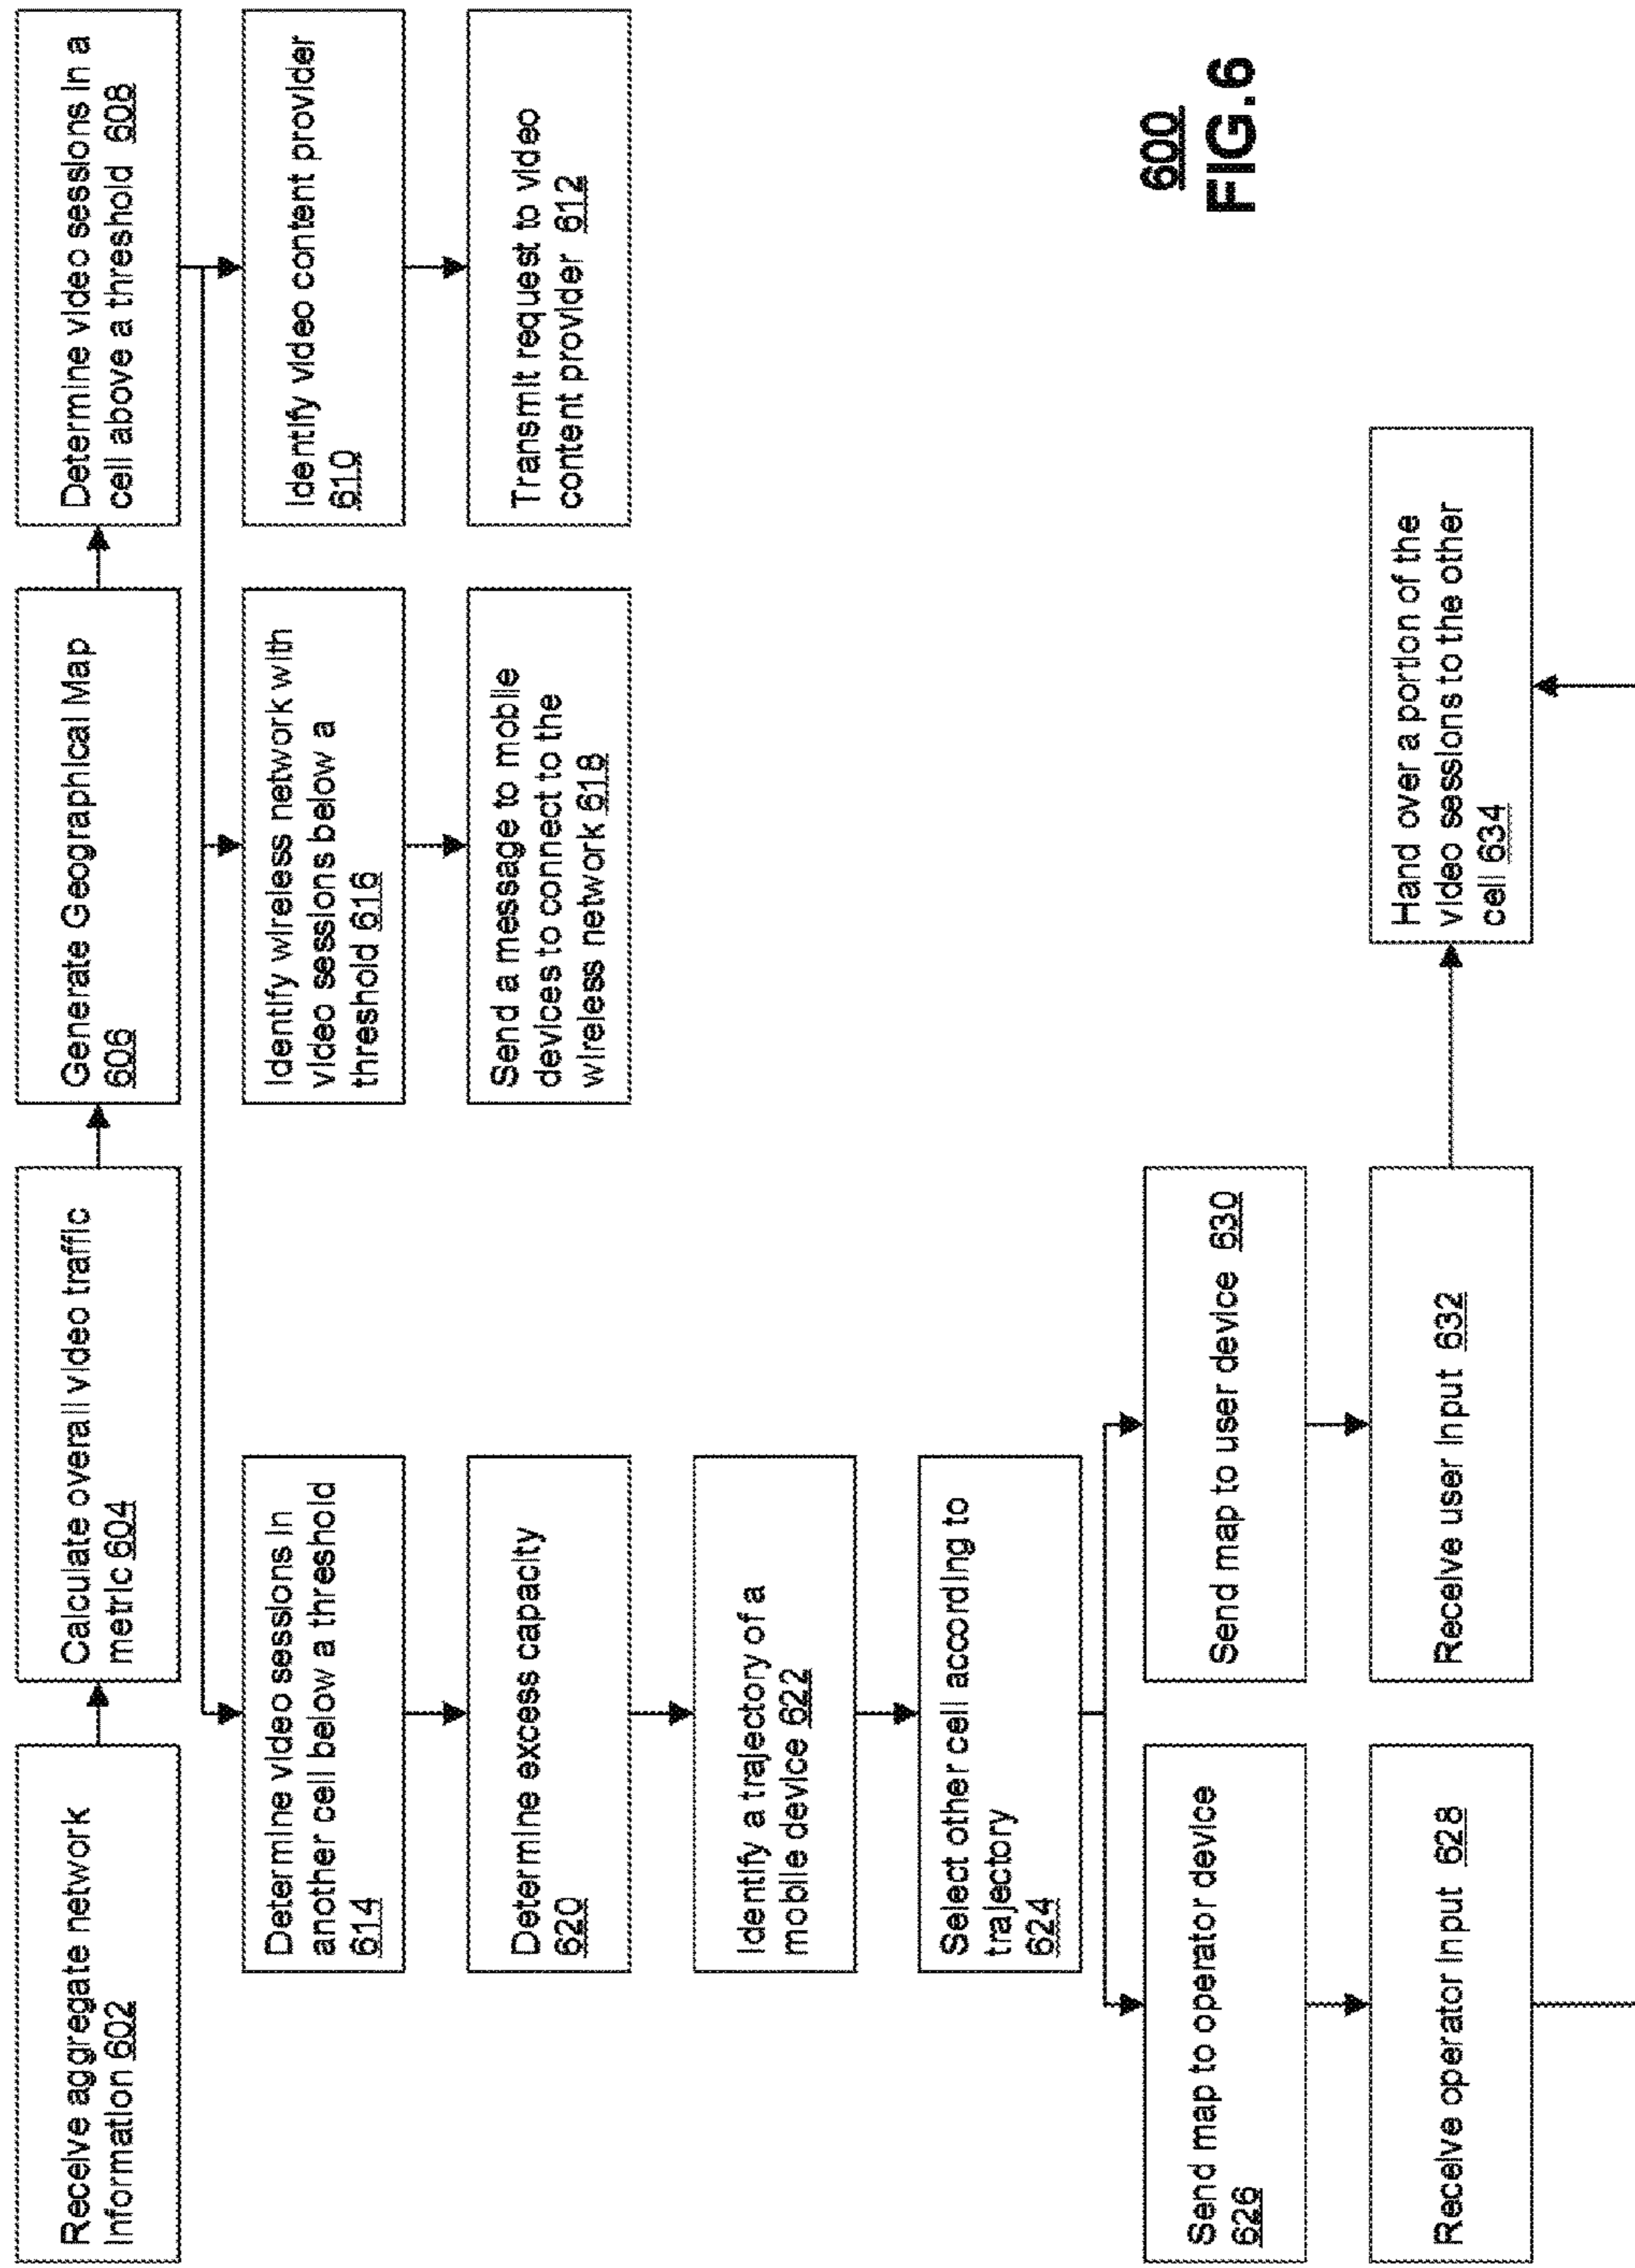 Receive aggregate network
Information 602
Calculate overall video traffic
metric 604
Generate Geographical Map
606
Determine video sessions in a
cell above a threshold 608
Determine video sessions in
another cell below a threshold
614
Identify wireless network with
video sessions below a
threshold 616
Identify video content provider
610
Determine excess capacity
620
Send a message to mobile
devices to connect to the
wireless network 618
Transmit request to video
content provider 612
Identify a trajectory of a
mobile device 622
Select other cell according to
trajectory
624
Send map to operator device
626
Send map to user device 630
Receive operator Input 628
Receive user Input 632
Hand over a portion of the
video sessions to the other
cell 634
600
FIG.6